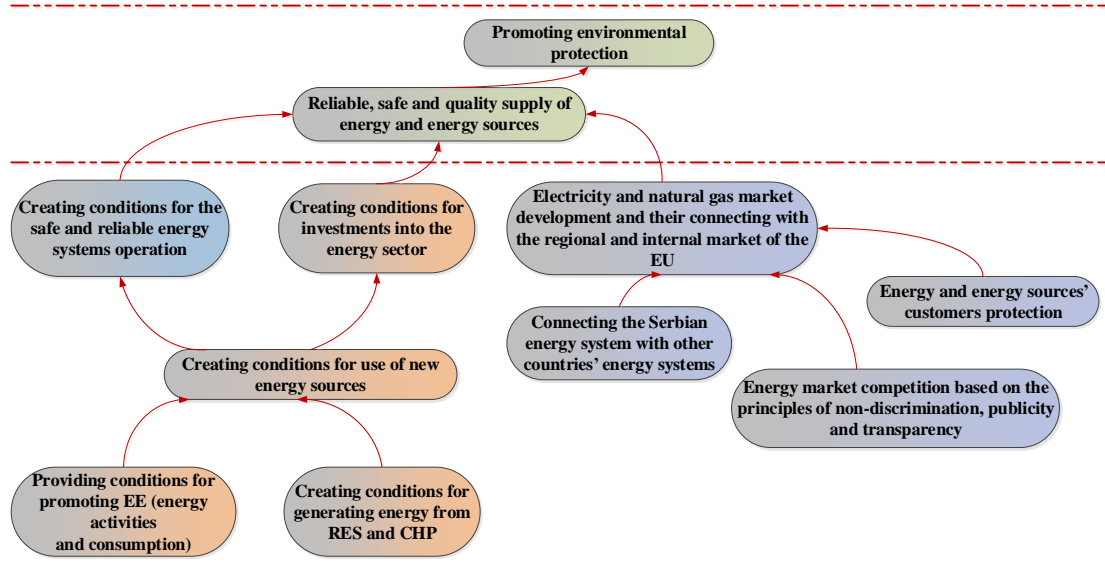 Promoting environmental
protection
Reliable, safe and quality supply of
energy and energy sources
Creating conditions for the
safe and reliable energy
systems operation
Creating conditions for
investments into the
energy sector
Electricity and natural gas market
development and their connecting with
the regional and internal market of the
EU
Energy and energy sources’
customers protection
Connecting the Serbian
energy system with other
countries’ energy systems
Creating conditions for use of new
energy sources
Energy market competition based on the
principles of non-discrimination, publicity
and transparency
Providing conditions for
promoting EE (energy
activities
and consumption)
Creating conditions for
generating energy from
RES and CHP